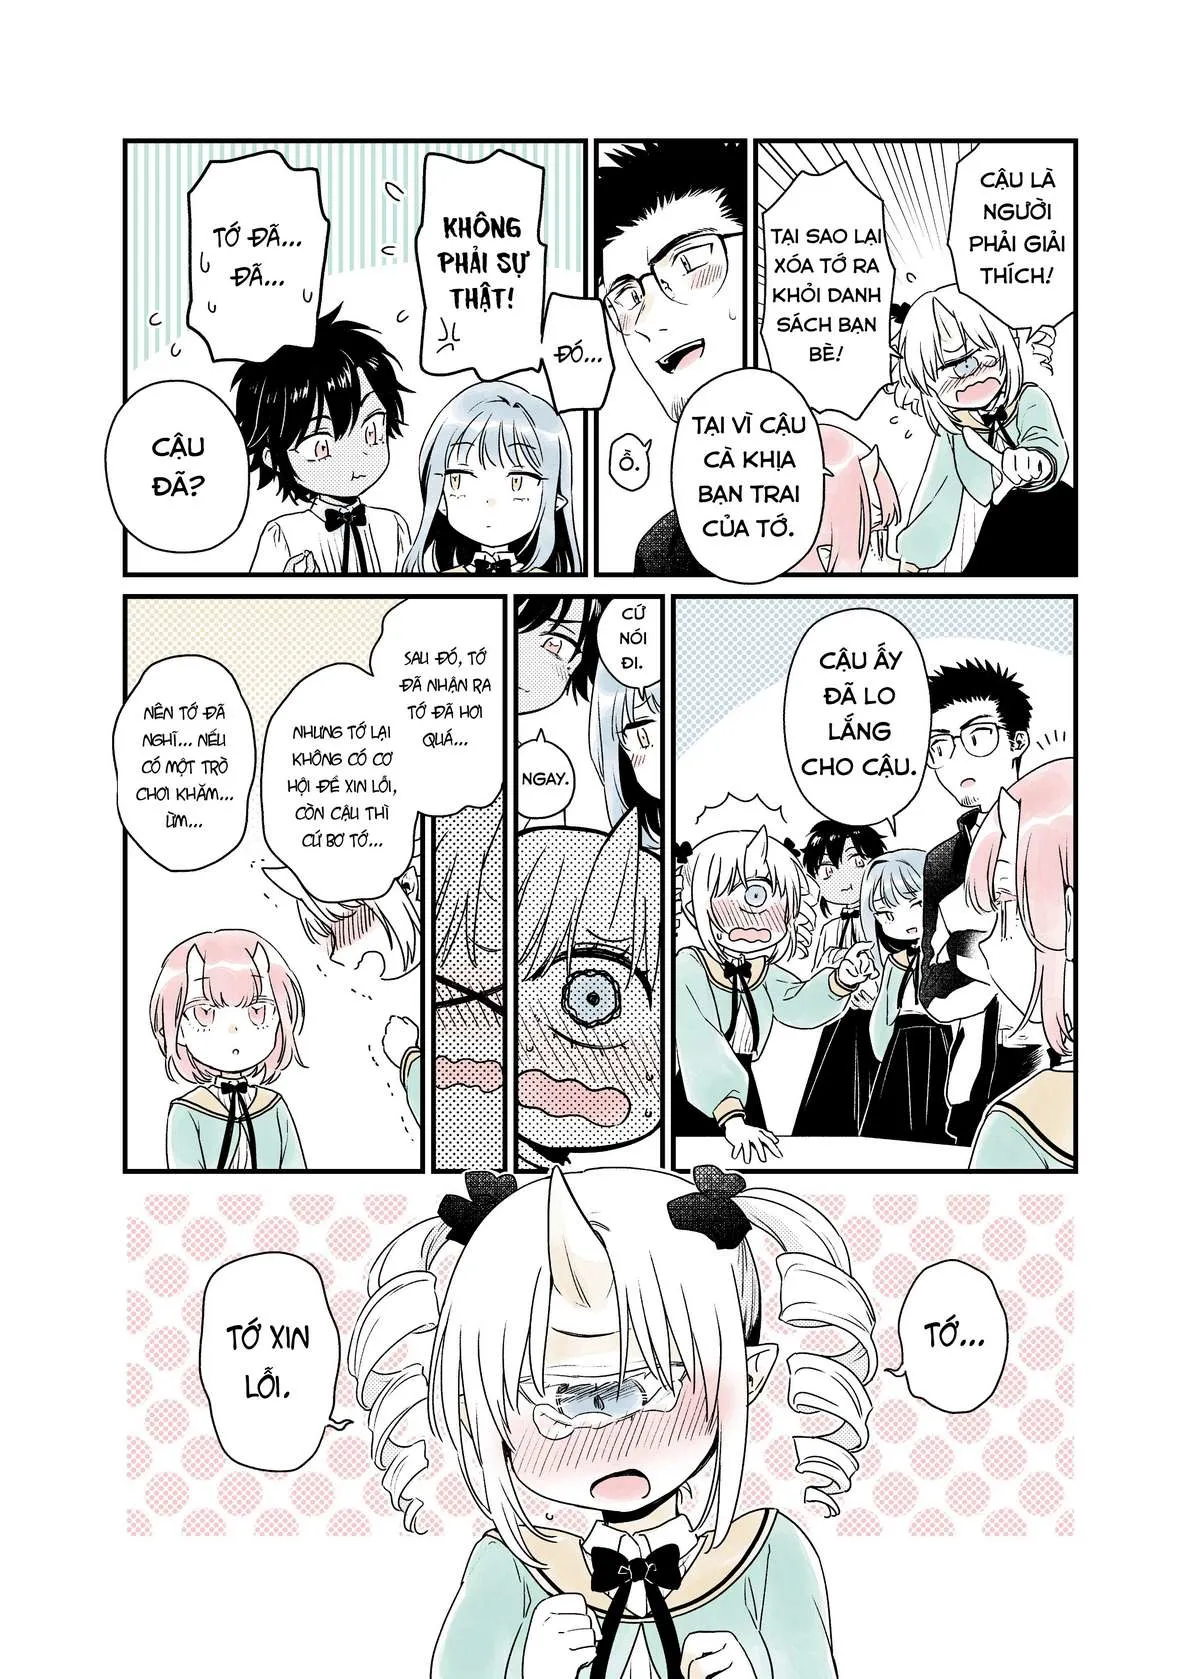 CẬU LÀ
NGƯỜI
PHẢI GIẢI
THÍCH!
TẠI SAO LẠI
XÓA TỚ RA
KHỎI DANH
SÁCH BẠN
BÈ!
TẠI VÌ CẬU
CÀ KHỊA
BẠN TRAI
CỦA TỚ.
Ồ.
ĐÓ...
KHÔNG
PHẢI SỰ
THẬT!
TỚ ĐÃ...
ĐÃ...
CẬU
ĐÃ?
CẬU ẤY
ĐÃ LO
LẮNG
CHO CẬU.
CỨ
NÓI
ĐI.
NGAY.
SAU ĐÓ, TỚ
ĐÃ NHẬN RA
TỚ ĐÃ HƠI
QUÁ...
NHƯNG TỚ LẠI
KHÔNG CÓ CƠ
HỘI ĐỂ XIN LỖI,
CÒN CẬU THÌ
CỨ BƠ TỚ...
NÊN TỚ ĐÃ
NGHĨ... NẾU
CÓ MỘT TRÒ
CHƠI KHĂM...
ỪM...
TỚ...
TỚ XIN
LỖI.